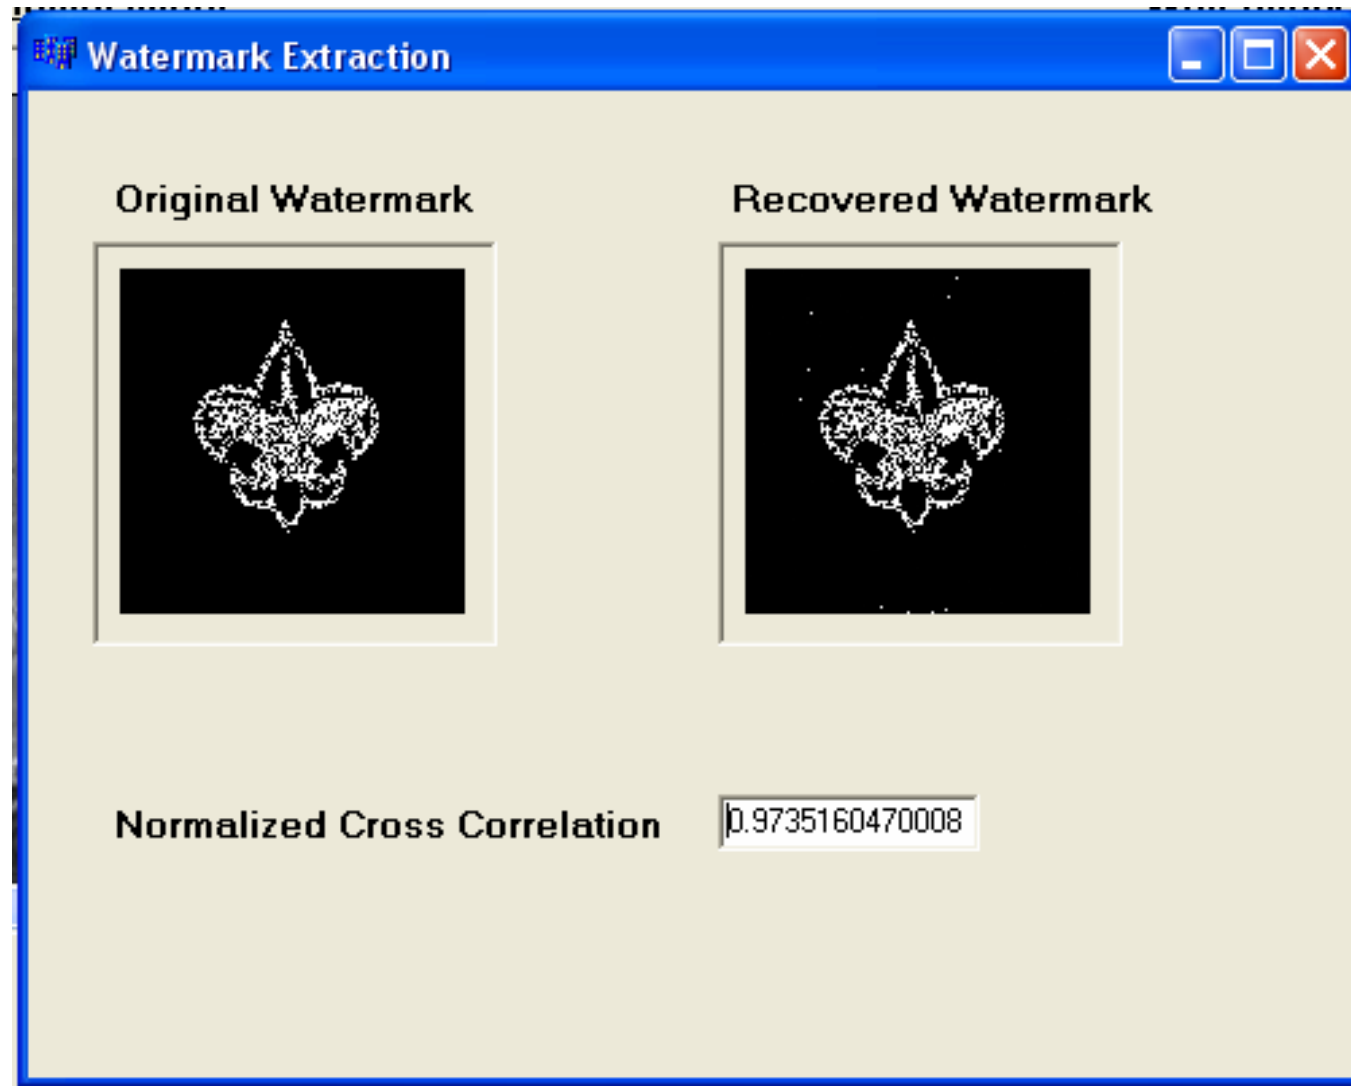 Watermark Extraction
Original Watermark
Recovered Watermark
Normalized Cross Correlation
0.9735160470008